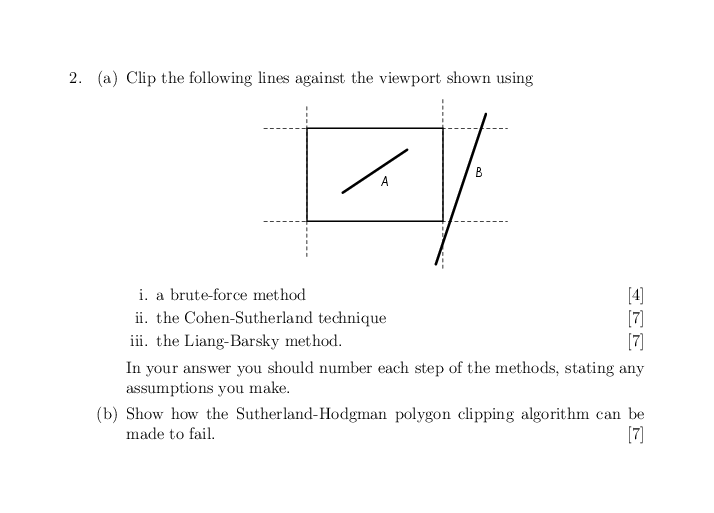 2. (a) Clip the following lines against the viewport shown using
A
B
i. a brute-force method [4]
ii. the Cohen-Sutherland technique [7]
iii. the Liang-Barsky method. [7]
In your answer you should number each step of the methods, stating any
assumptions you make.
(b) Show how the Sutherland-Hodgman polygon clipping algorithm can be
made to fail. [7]